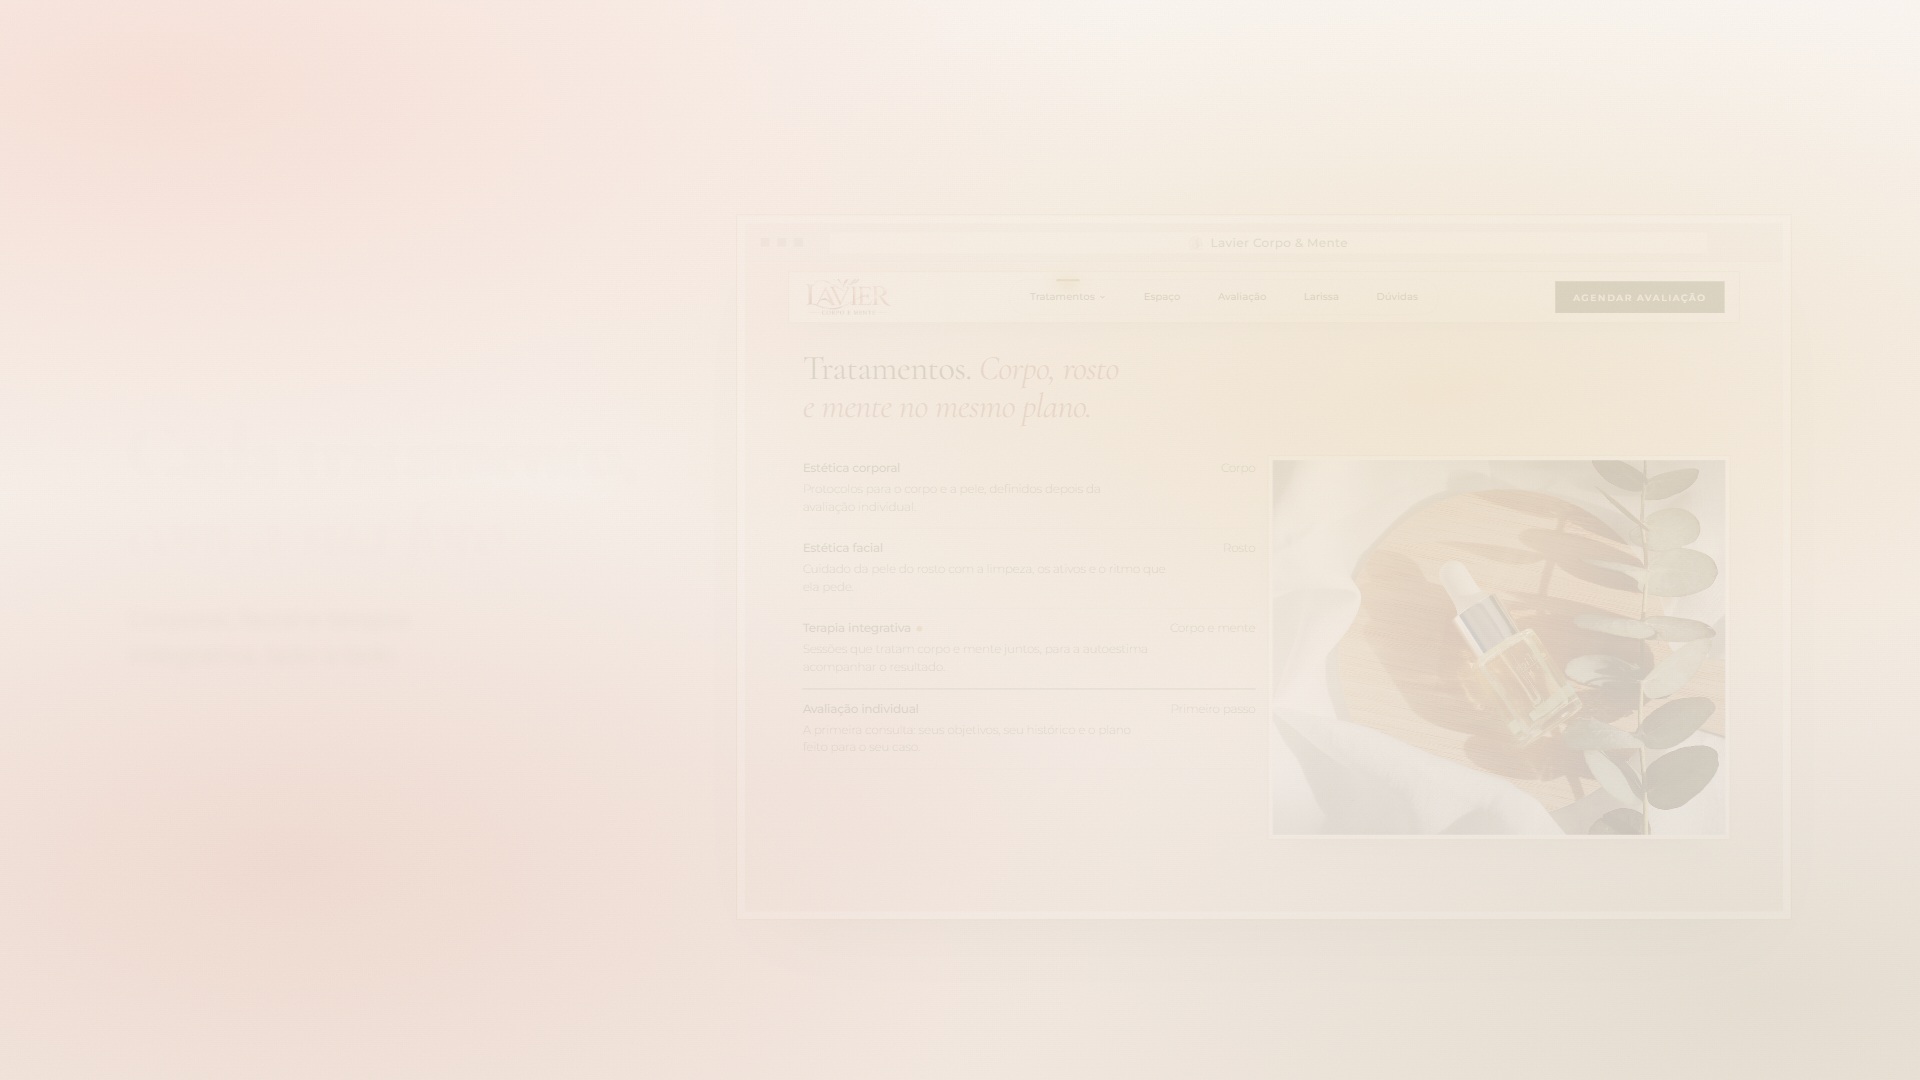 Lavier Corpo & Mente
LAVIER
CORPO E MENTE
Tratamentos
Espaço
Avaliação
Larissa
Dúvidas
AGENDAR AVALIAÇÃO
Tratamentos. Corpo, rosto
e mente no mesmo plano.
Estética corporal
Corpo
Protocolos para o corpo e a pele, definidos depois da
avaliação individual.
Estética facial
Rosto
Cuidado da pele do rosto com a limpeza, os ativos e o ritmo que
ela pede.
Terapia integrativa
Corpo e mente
Sessões que tratam corpo e mente juntos, para a autoestima
acompanhar o resultado.
Avaliação individual
Primeiro passo
A primeira consulta: seus objetivos, seu histórico e o plano
feito para o seu caso.